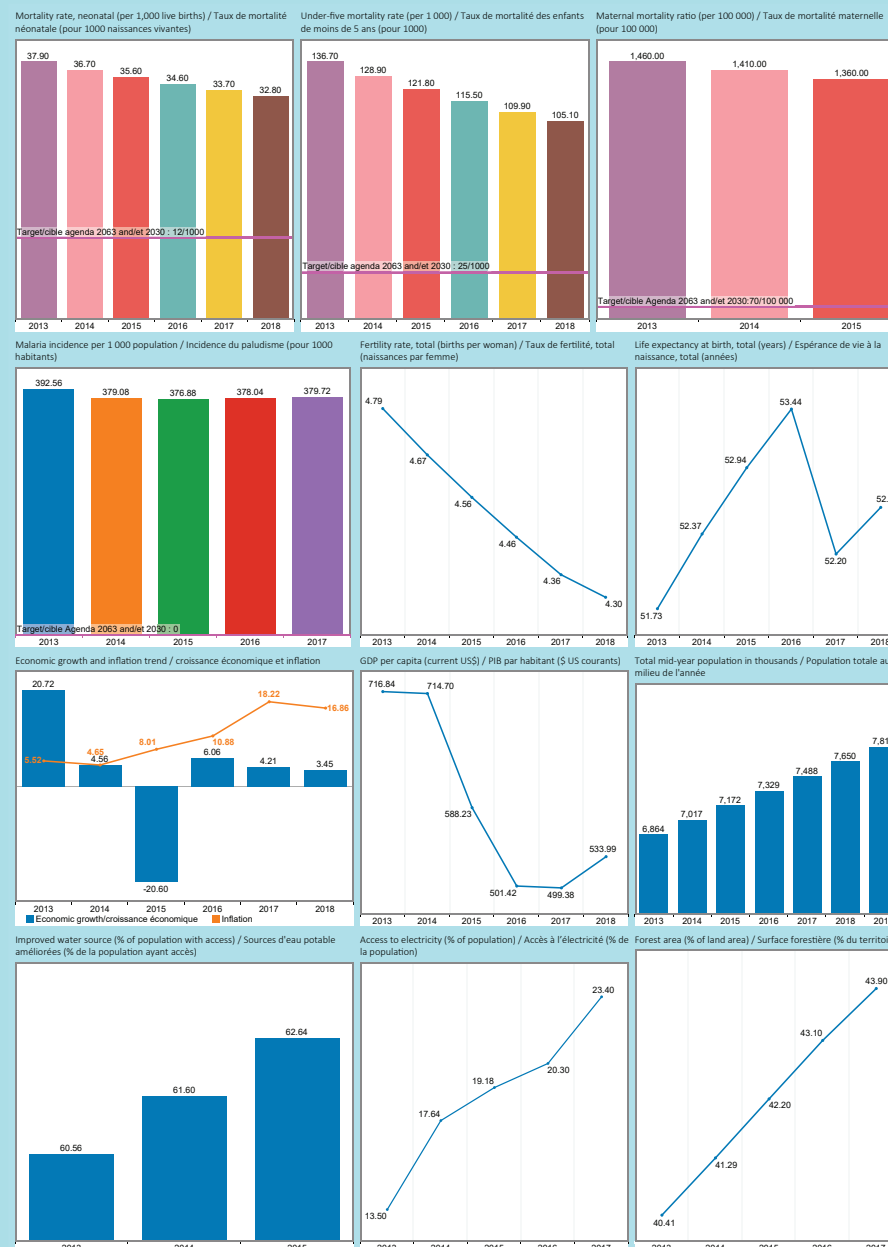 Mortality rate, neonatal (per 1,000 live births) / Taux de mortalité
néonatale (pour 1000 naissances vivantes)
37.90
36.70
35.60
34.60
33.70
32.80
Target/cible agenda 2063 and/et 2030 : 12/1000
2013 2014 2015 2016 2017 2018
Under-five mortality rate (per 1 000) / Taux de mortalité des enfants
de moins de 5 ans (pour 1000)
136.70
128.90
121.80
115.50
109.90
105.10
Target/cible agenda 2063 and/et 2030 : 25/1000
2013 2014 2015 2016 2017 2018
Maternal mortality ratio (per 100 000) / Taux de mortalité maternelle
(pour 100 000)
1,460.00
1,410.00
1,360.00
Target/cible Agenda 2063 and/et 2030:70/100 000
2013 2014 2015
Malaria incidence per 1 000 population / Incidence du paludisme (pour 1000
habitants)
392.56
379.08
376.88
378.04
379.72
Target/cible Agenda 2063 and/et 2030 : 0
2013 2014 2015 2016 2017
Fertility rate, total (births per woman) / Taux de fertilité, total
(naissances par femme)
4.79
4.67
4.56
4.46
4.36
4.30
2013 2014 2015 2016 2017 2018
Life expectancy at birth, total (years) / Espérance de vie à la
naissance, total (années)
51.73
52.37
52.94
53.44
52.20
52.
2013 2014 2015 2016 2017 2018
Economic growth and inflation trend / croissance économique et inflation
20.72
4.56
-20.60
6.06
4.21
3.45
5.52
4.65
8.01
10.88
18.22
16.86
2013 2014 2015 2016 2017 2018
Economic growth/croissance économique Inflation
GDP per capita (current US$) / PIB par habitant ($ US courants)
716.84
714.70
588.23
501.42
499.38
533.99
2013 2014 2015 2016 2017 2018
Total mid-year population in thousands / Population totale au
milieu de l'année
6,864
7,017
7,172
7,329
7,488
7,650
7,81
2013 2014 2015 2016 2017 2018 201
Improved water source (% of population with access) / Sources d'eau potable
améliorées (% de la population ayant accès)
60.56
61.60
62.64
2013 2014 2015
Access to electricity (% of population) / Accès à l'électricité (% de
la population)
13.50
17.64
19.18
20.30
23.40
2013 2014 2015 2016 2017
Forest area (% of land area) / Surface forestière (% du territoi
40.41
41.29
42.20
43.10
43.90
2013 2014 2015 2016 2017